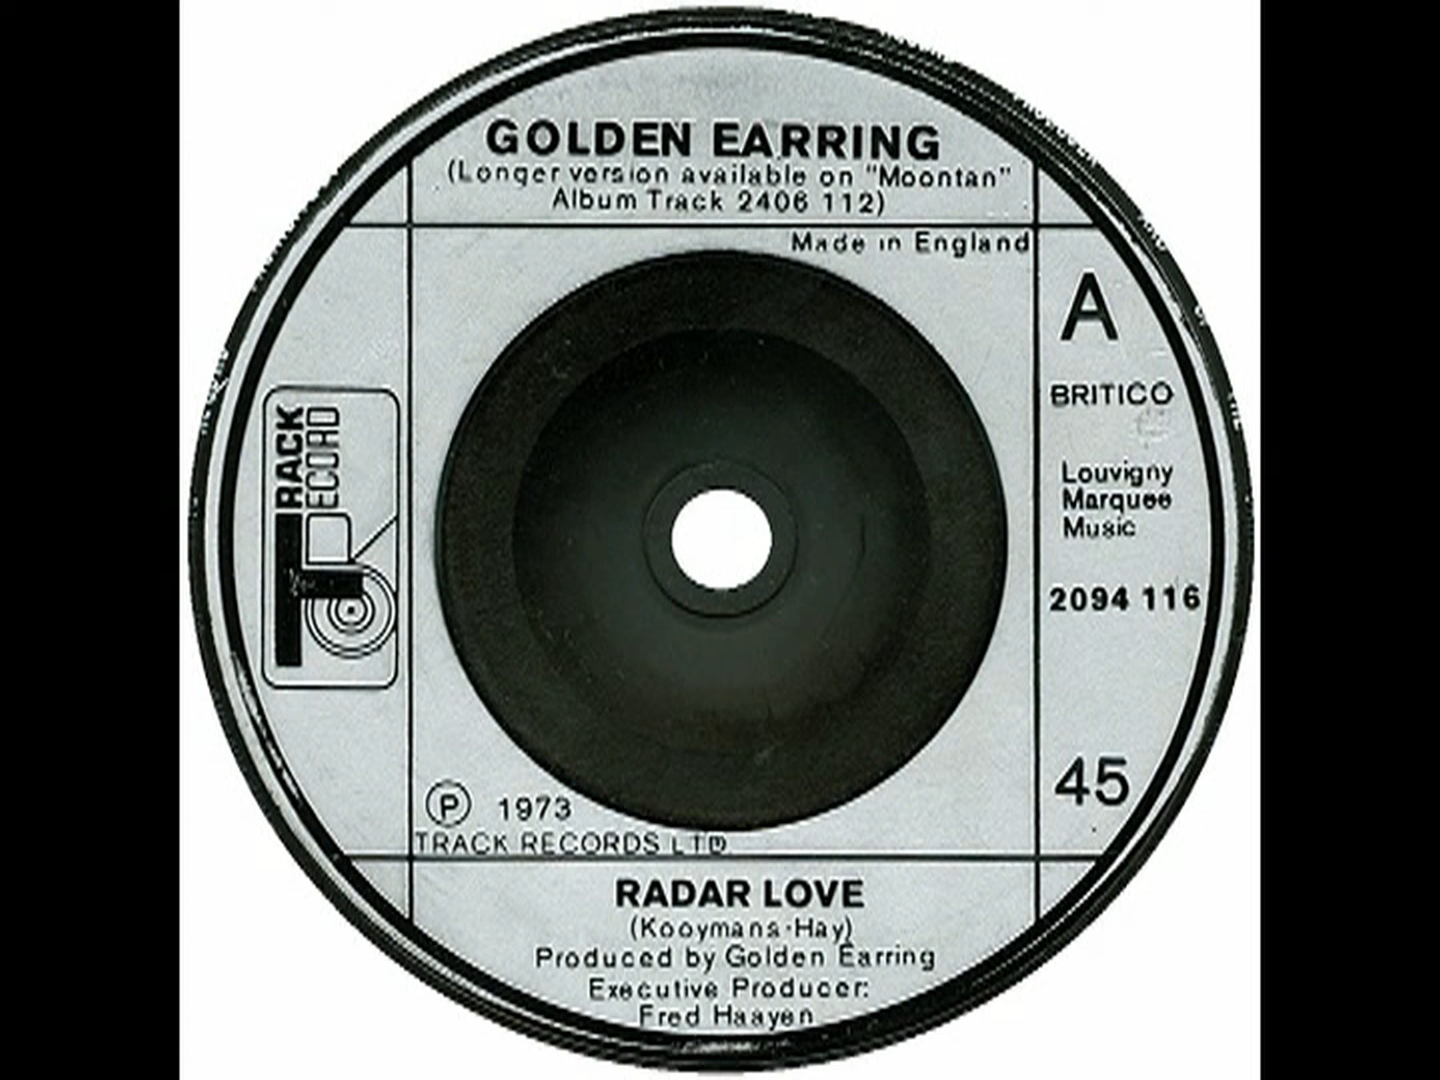 GOLDEN EARRING
(Longer version available on "Moontan"
Album Track 2406 112)
Made in England
A
BRITICO
Louvigny
Marquee
Music
2094 116
45
TRACK
RECORD
Ⓟ 1973
TRACK RECORDS LTD
RADAR LOVE
(Kooymans-Hay)
Produced by Golden Earring
Executive Producer:
Fred Haayen